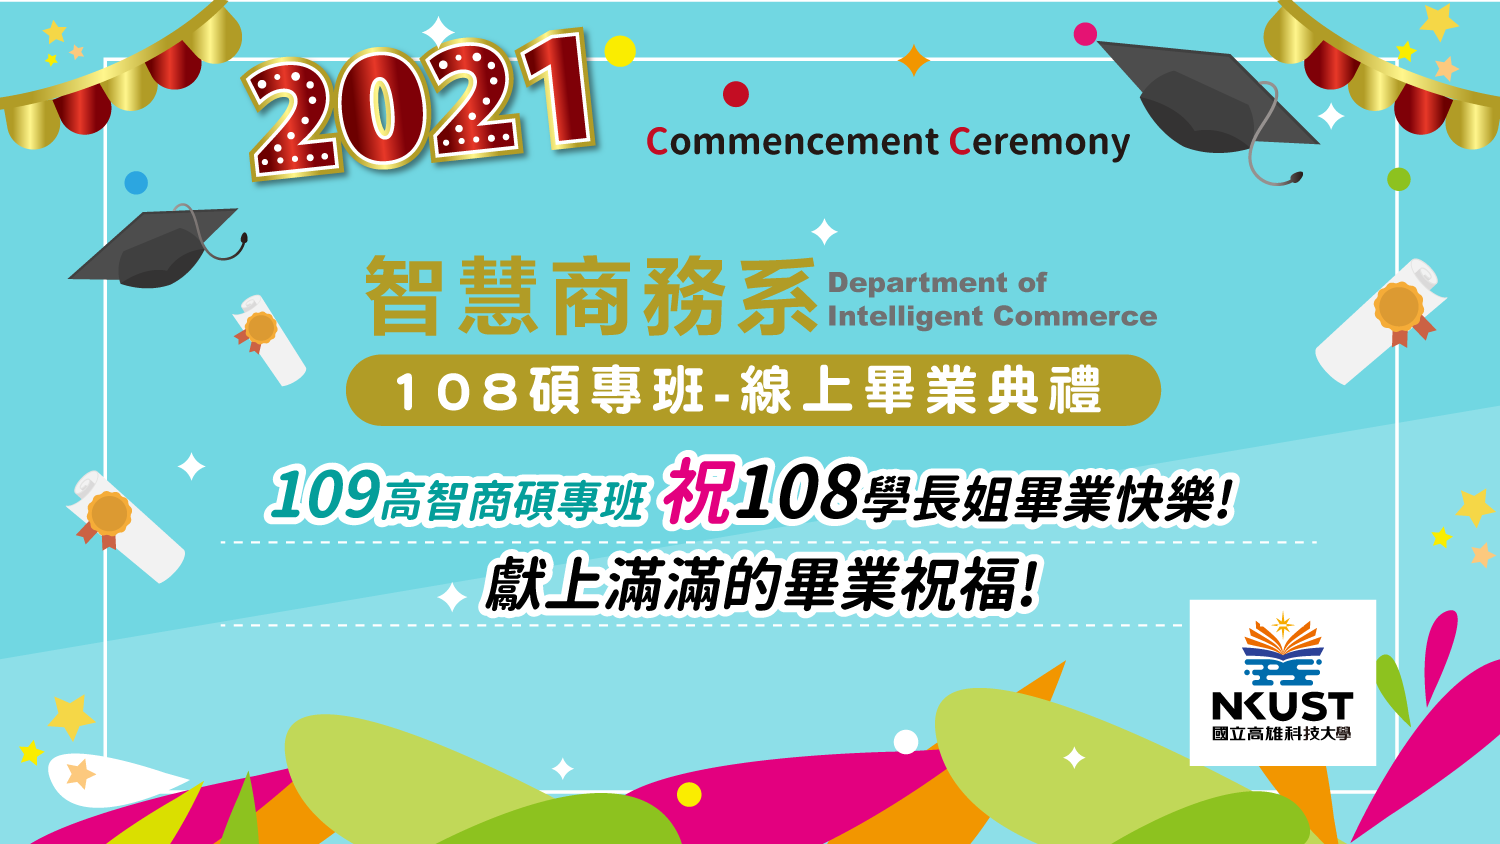 2021
Commencement Ceremony
智慧商務系
Department of
Intelligent Commerce
108碩專班-線上畢業典禮
109高智商碩專班 祝108學長姐畢業快樂!
獻上滿滿的畢業祝福!
NKUST
國立高雄科技大學